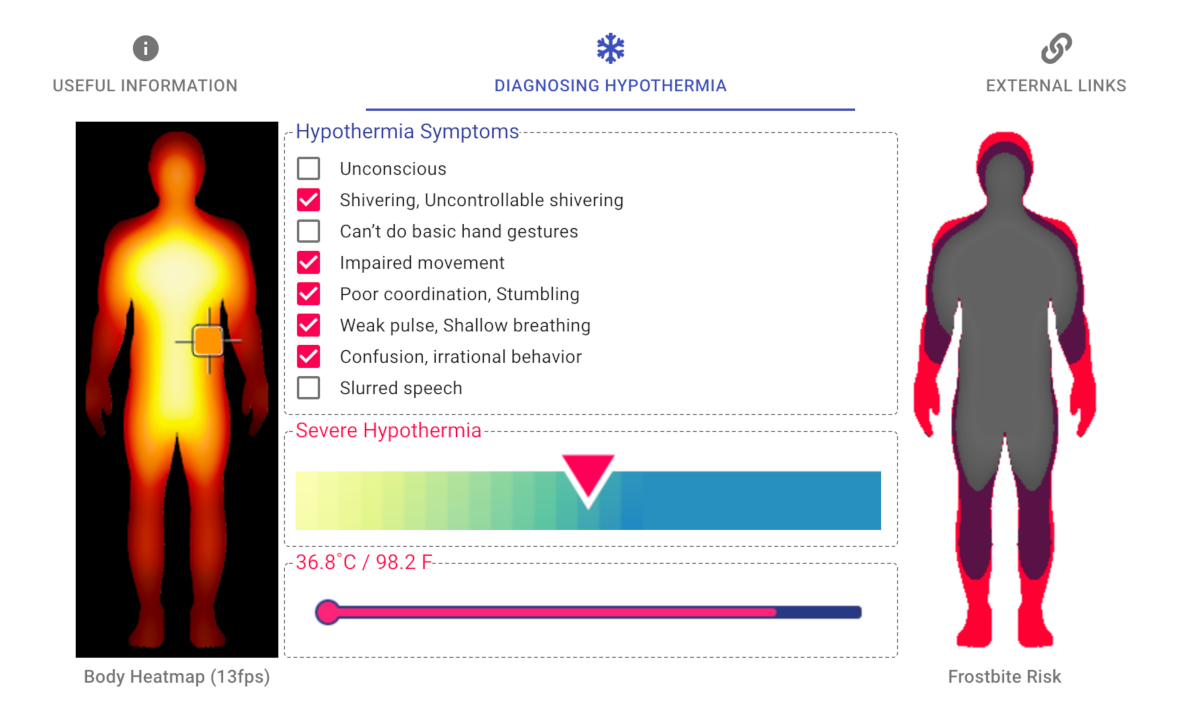 USEFUL INFORMATION
DIAGNOSING HYPOTHERMIA
EXTERNAL LINKS
Hypothermia Symptoms
Unconscious
Shivering, Uncontrollable shivering
Can’t do basic hand gestures
Impaired movement
Poor coordination, Stumbling
Weak pulse, Shallow breathing
Confusion, irrational behavior
Slurred speech
Severe Hypothermia
36.8°C / 98.2 F
Body Heatmap (13fps)
Frostbite Risk